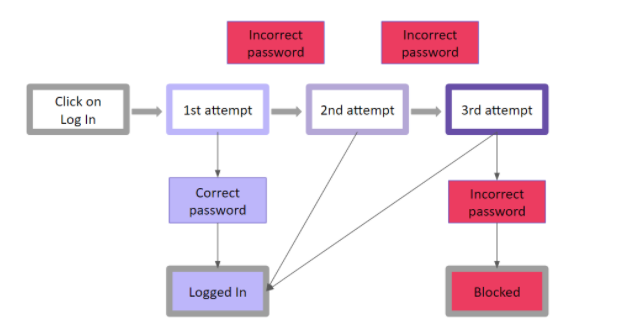 Incorrect
password
Incorrect
password
Click on
Log In
1st attempt
2nd attempt
3rd attempt
Correct
password
Incorrect
password
Logged In
Blocked